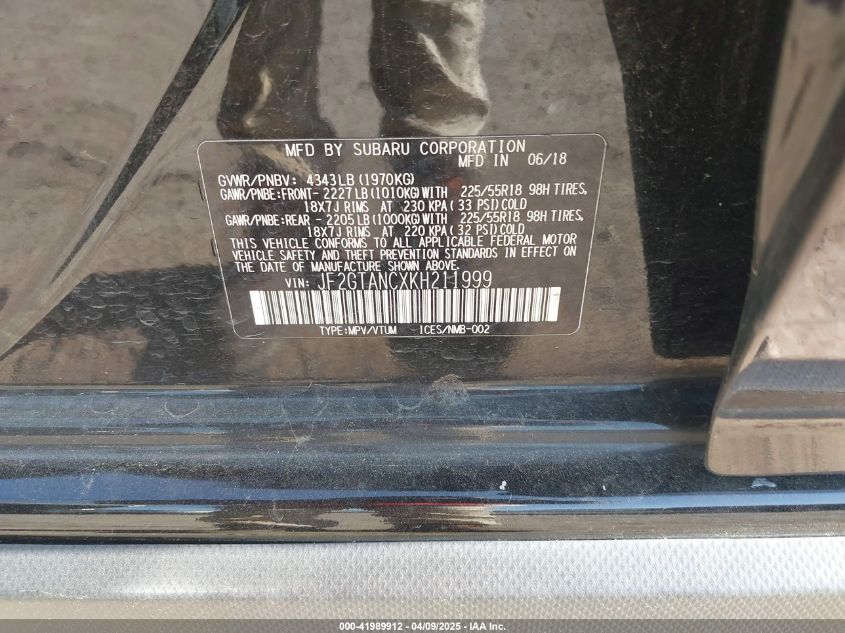 MFD BY SUBARU CORPORATION
MFD IN 06/18
GVWR/PNBV: 4343LB (1970KG)
GAWR/PNBE:FRONT-2227LB (1010KG) WITH 225/55R18 98H TIRES,
18X7J RIMS AT 230 KPA ( 33 PSI) COLD
GAWR/PNBE:REAR -2205LB (1000KG) WITH 225/55R18 98H TIRES,
18X7J RIMS AT 220 KPA ( 32 PSI) COLD
THIS VEHICLE CONFORMS TO ALL APPLICABLE FEDERAL MOTOR
VEHICLE SAFETY AND THEFT PREVENTION STANDARDS IN EFFECT ON
THE DATE OF MANUFACTURE SHOWN ABOVE.
VIN: JF2GTANCXKH211999
TYPE:MPV/VTUM ICES/NMB-002
000-41989912 - 04/09/2025 - IAA Inc.